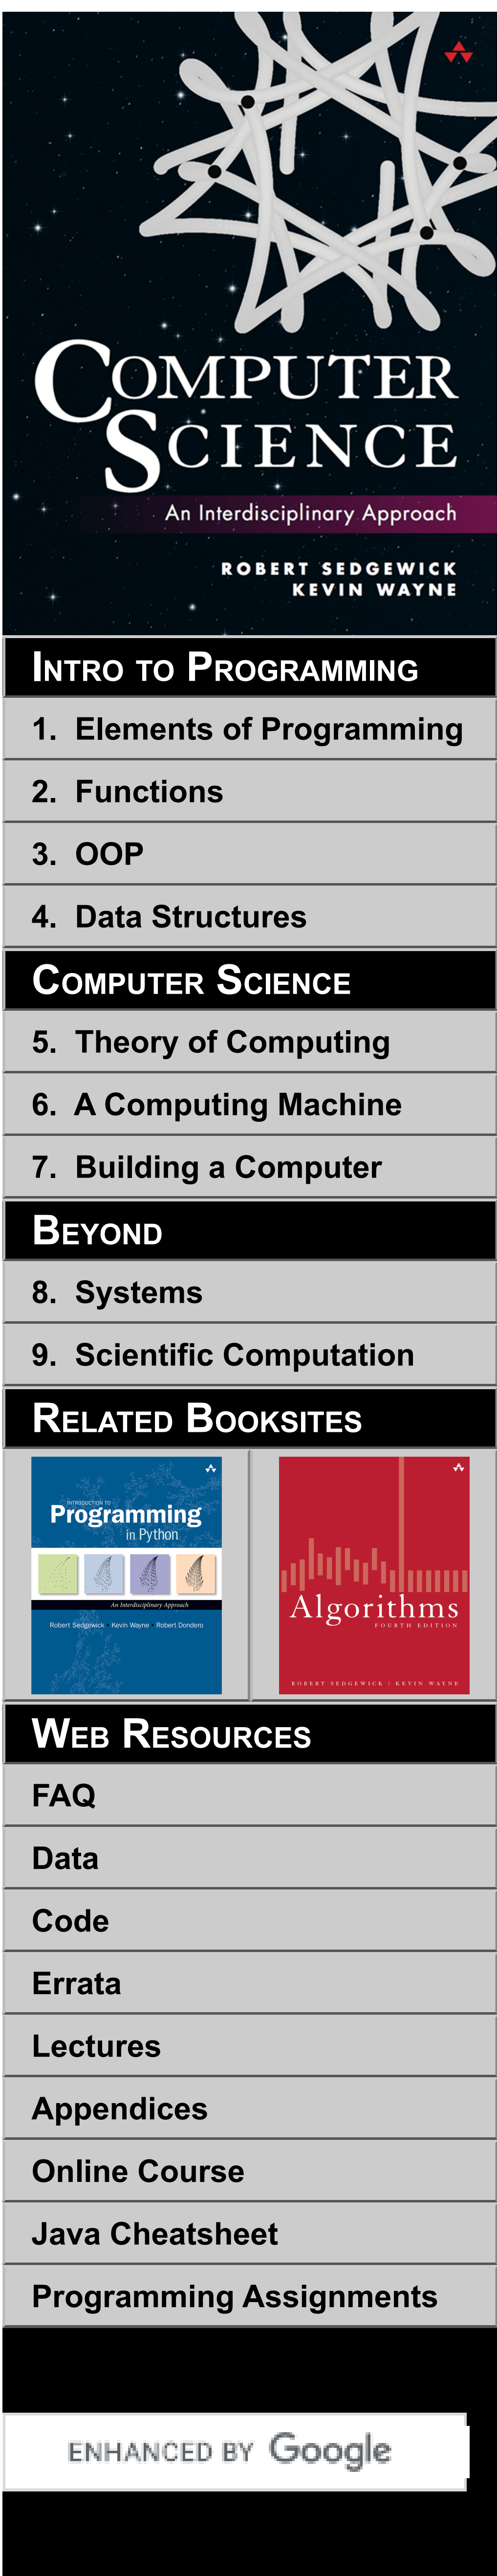 COMPUTER
SCIENCE
An Interdisciplinary Approach
ROBERT SEDGEWICK
KEVIN WAYNE
INTRO TO PROGRAMMING
1. Elements of Programming
2. Functions
3. OOP
4. Data Structures
COMPUTER SCIENCE
5. Theory of Computing
6. A Computing Machine
7. Building a Computer
BEYOND
8. Systems
9. Scientific Computation
RELATED BOOKSITES
INTRODUCTION TO
Programming
in Python
An Interdisciplinary Approach
Robert Sedgewick · Kevin Wayne · Robert Dondero
Algorithms
FOURTH EDITION
ROBERT SEDGEWICK | KEVIN WAYNE
WEB RESOURCES
FAQ
Data
Code
Errata
Lectures
Appendices
Online Course
Java Cheatsheet
Programming Assignments
ENHANCED BY Google